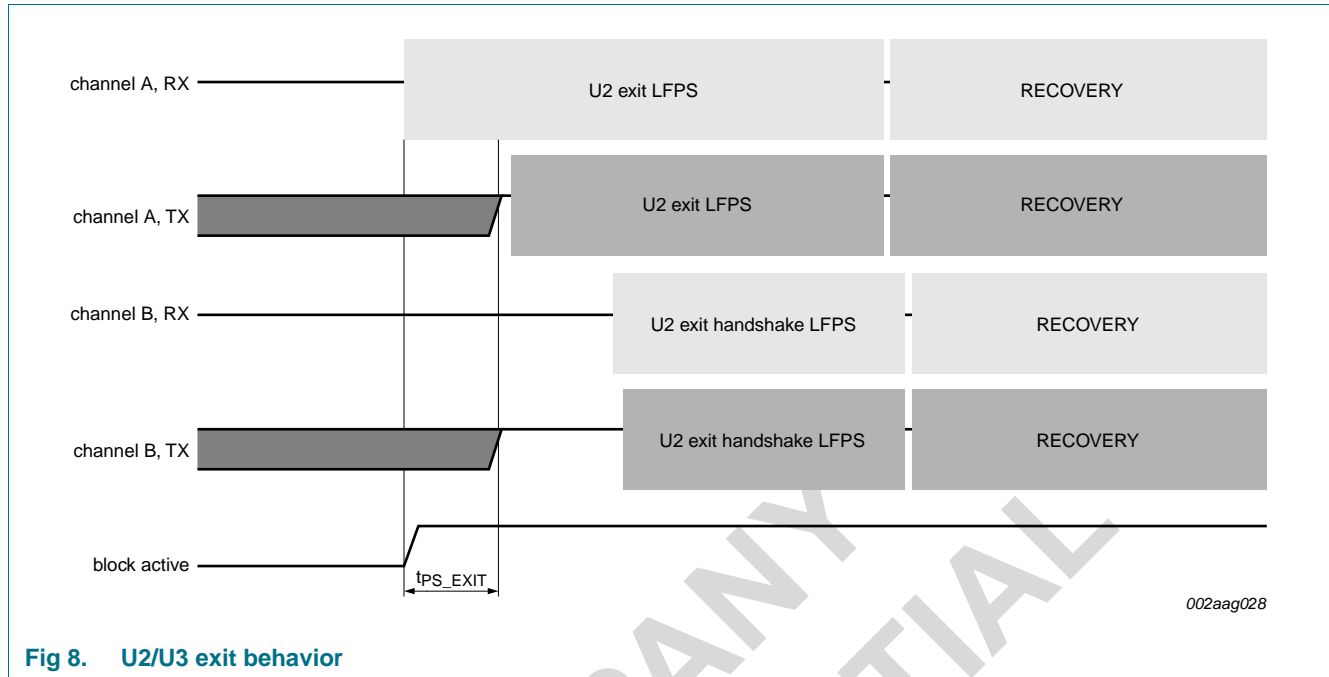 channel A, RX
U2 exit LFPS
RECOVERY
channel A, TX
U2 exit LFPS
RECOVERY
channel B, RX
U2 exit handshake LFPS
RECOVERY
channel B, TX
U2 exit handshake LFPS
RECOVERY
block active
tPS_EXIT
002aag028
Fig 8. U2/U3 exit behavior